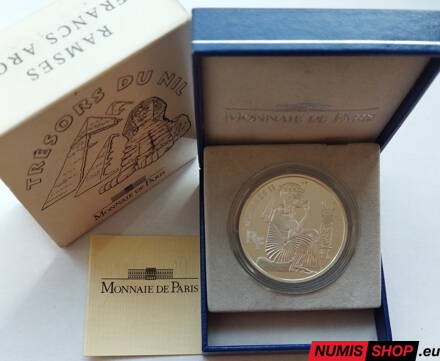 RAMSES
FRANCS ARG
TRESORS DU NIL
MONNAIE DE PARIS
MONNAIE DE PARIS
MONNAIE DE PARIS
RF
NUMIS SHOP.eu